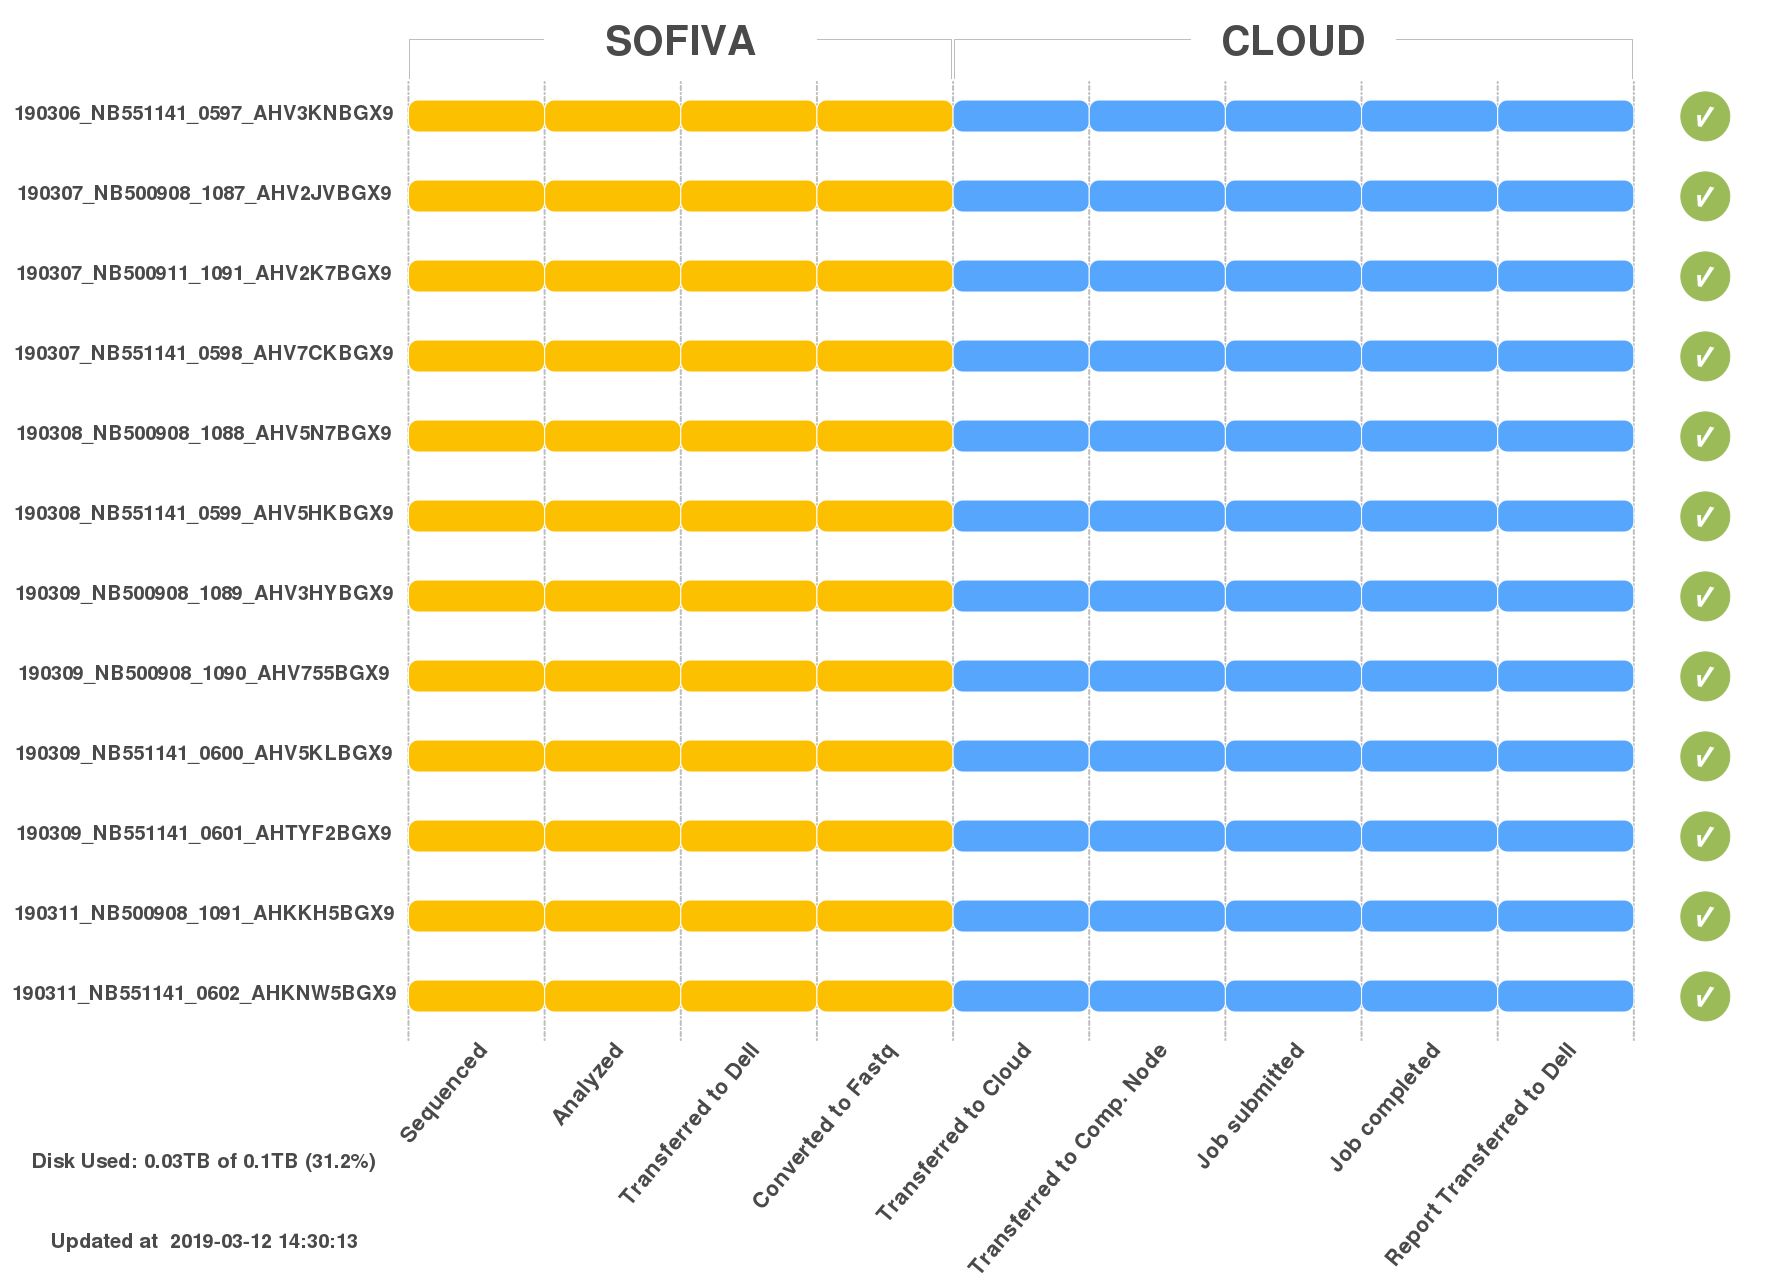 SOFIVA CLOUD
190306_NB551141_0597_AHV3KNBGX9
190307_NB500908_1087_AHV2JVBGX9
190307_NB500911_1091_AHV2K7BGX9
190307_NB551141_0598_AHV7CKBGX9
190308_NB500908_1088_AHV5N7BGX9
190308_NB551141_0599_AHV5HKBGX9
190309_NB500908_1089_AHV3HYBGX9
190309_NB500908_1090_AHV755BGX9
190309_NB551141_0600_AHV5KLBGX9
190309_NB551141_0601_AHTYF2BGX9
190311_NB500908_1091_AHKKH5BGX9
190311_NB551141_0602_AHKNW5BGX9
Sequenced
Analyzed
Transferred to Dell
Converted to Fastq
Transferred to Cloud
Transferred to Comp. Node
Job submitted
Job completed
Report Transferred to Dell
Disk Used: 0.03TB of 0.1TB (31.2%)
Updated at 2019-03-12 14:30:13